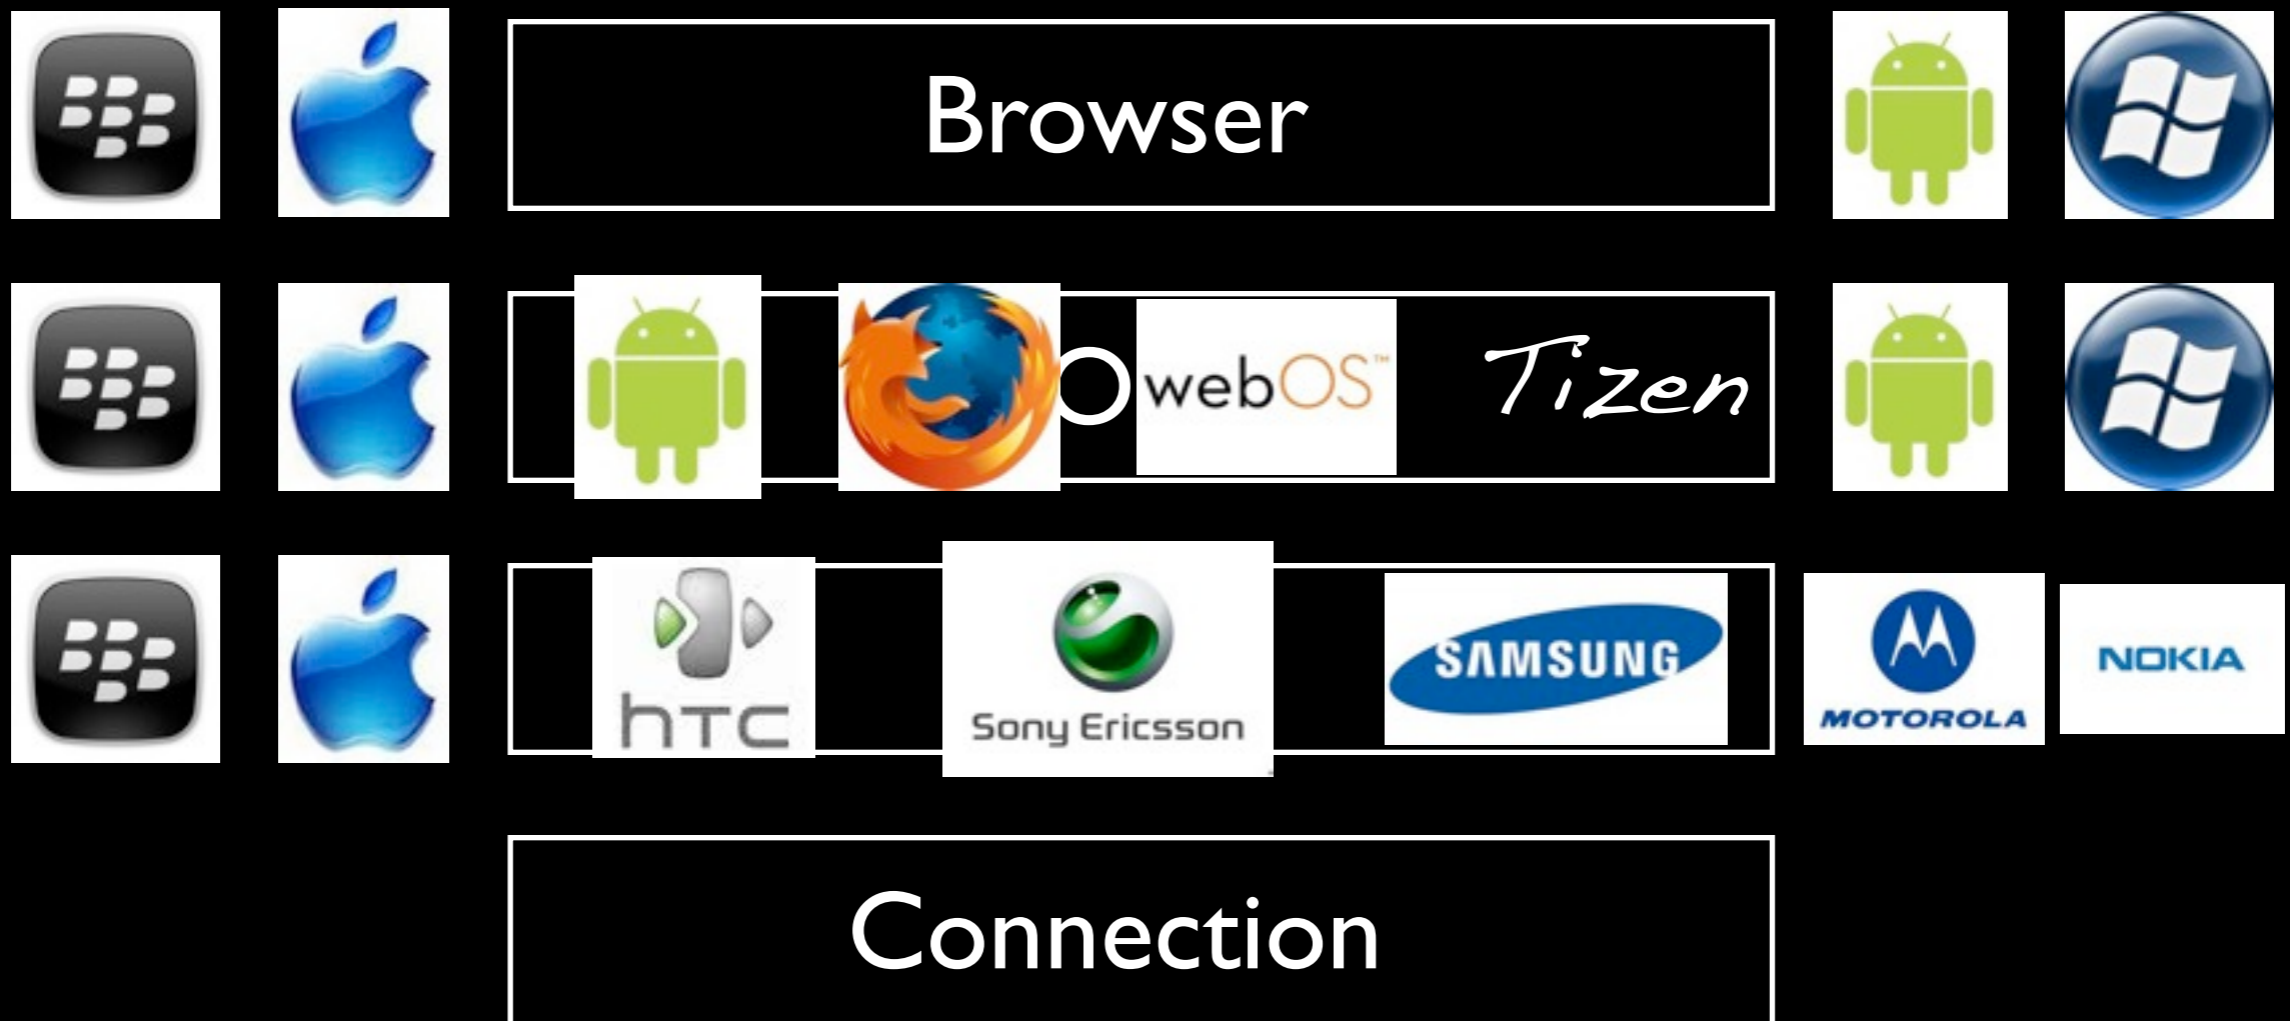 Browser
O webOS™ Tizen
hTC
Sony Ericsson
SAMSUNG
MOTOROLA
NOKIA
Connection